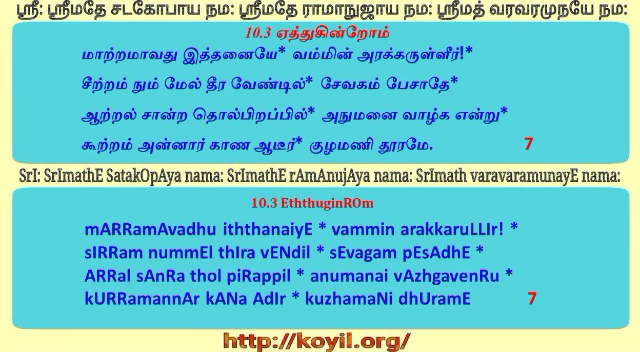 ஸ்ரீ: ஸ்ரீமதே சடகோபாய நம: ஸ்ரீமதே ராமாநுஜாய நம: ஸ்ரீமத் வரவரமுநயே நம:
10.3 ஏத்துகின்றோம்
மாற்றமாவது இத்தனையே* வம்மின் அரக்கருள்ளீர்!*
சீற்றம் நும் மேல் தீர வேண்டில்* சேவகம் பேசாதே*
ஆற்றல் சான்ற தொல்பிறப்பில்* அநுமனை வாழ்க என்று*
கூற்றம் அன்னார் காண ஆடீர்* குழமணி தூரமே. 7
SrI: SrImathE SatakOpAya nama: SrImathE rAmAnujAya nama: SrImath varavaramunayE nama:
10.3 EththuginROm
mARRamAvadhu iththanaiyE * vammin arakkaruLLIr! *
sIRRam nummEl thIra vENdil * sEvagam pEsAdhE *
ARRal sAnRa thol piRappil * anumanai vAzhgavenRu *
kURRamannAr kANa AdIr * kuzhamaNi dhUramE 7
http://koyil.org/